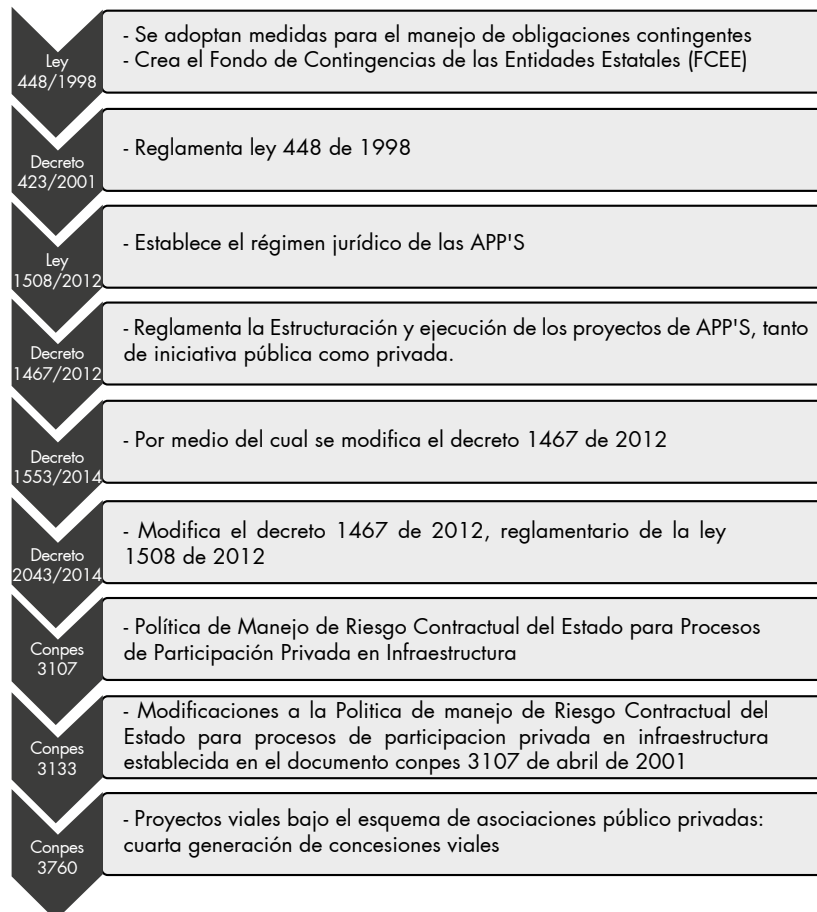 Ley
448/1998
- Se adoptan medidas para el manejo de obligaciones contingentes
- Crea el Fondo de Contingencias de las Entidades Estatales (FCEE)
Decreto
423/2001
- Reglamenta ley 448 de 1998
Ley
1508/2012
- Establece el régimen jurídico de las APP'S
Decreto
1467/2012
- Reglamenta la Estructuración y ejecución de los proyectos de APP'S, tanto
de iniciativa pública como privada.
Decreto
1553/2014
- Por medio del cual se modifica el decreto 1467 de 2012
Decreto
2043/2014
- Modifica el decreto 1467 de 2012, reglamentario de la ley
1508 de 2012
Conpes
3107
- Política de Manejo de Riesgo Contractual del Estado para Procesos
de Participación Privada en Infraestructura
Conpes
3133
- Modificaciones a la Politica de manejo de Riesgo Contractual del
Estado para procesos de participacion privada en infraestructura
establecida en el documento conpes 3107 de abril de 2001
Conpes
3760
- Proyectos viales bajo el esquema de asociaciones público privadas:
cuarta generación de concesiones viales